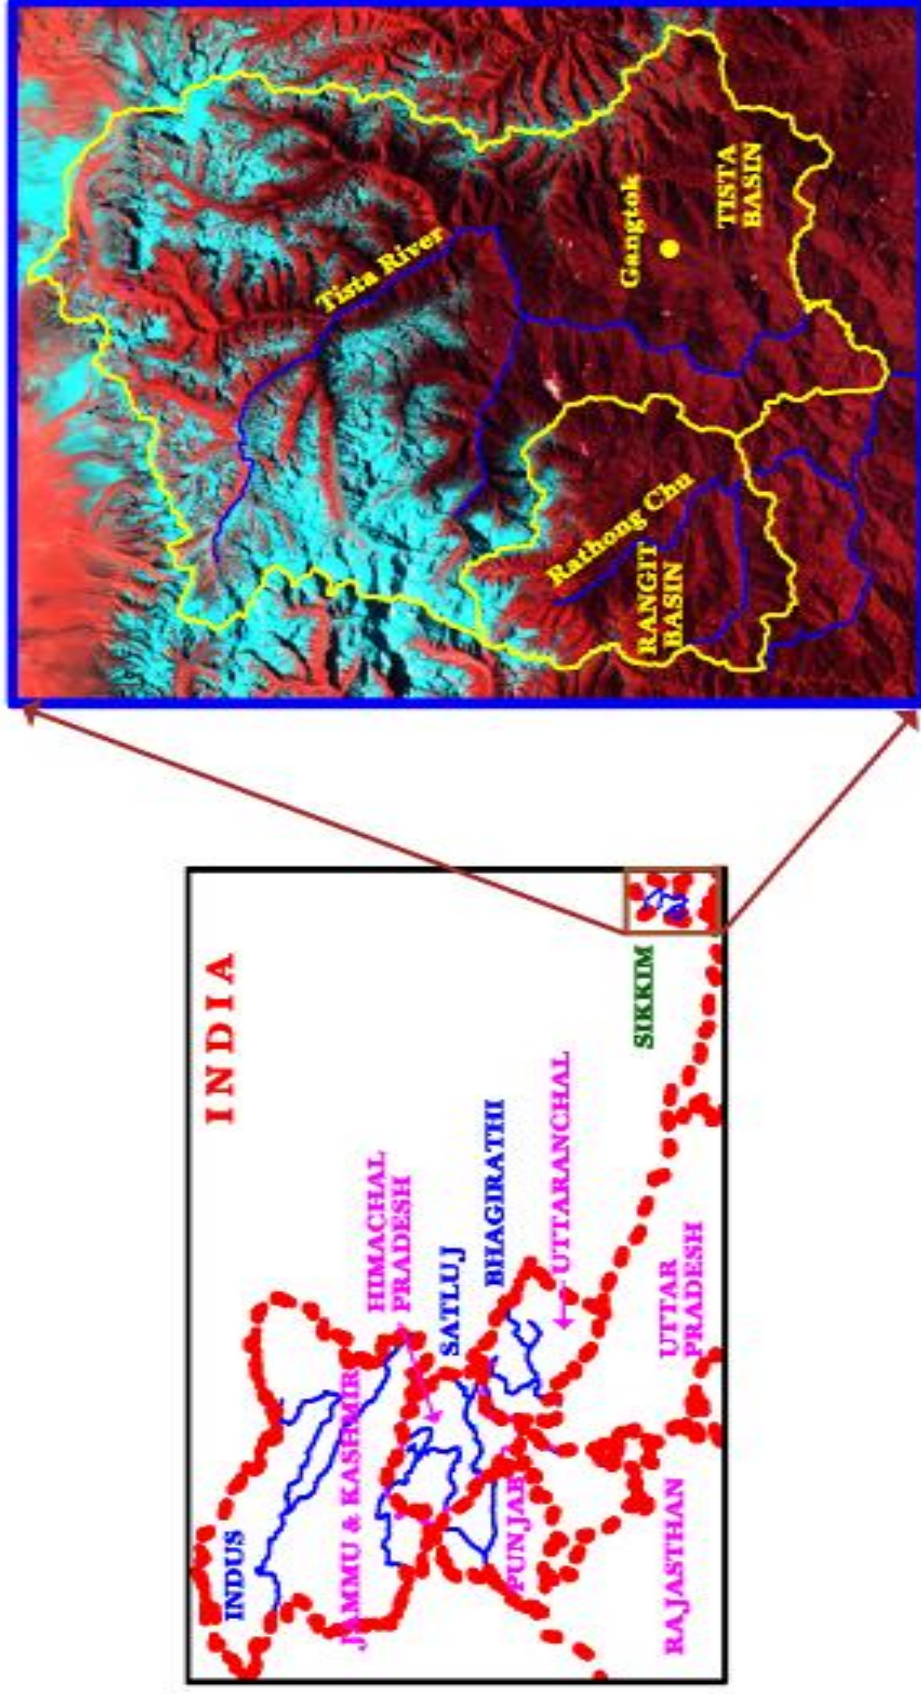 INDIA
INDUS
JAMMU & KASHMIR
HIMACHAL
PRADESH
SATLUJ
BHAGIRATHI
PUNJAB
UTTARANCHAL
SIKKIM
RAJASTHAN
UTTAR
PRADESH
Tista River
Gangtok
TISTA
BASIN
Rathong Chu
RANGIT
BASIN